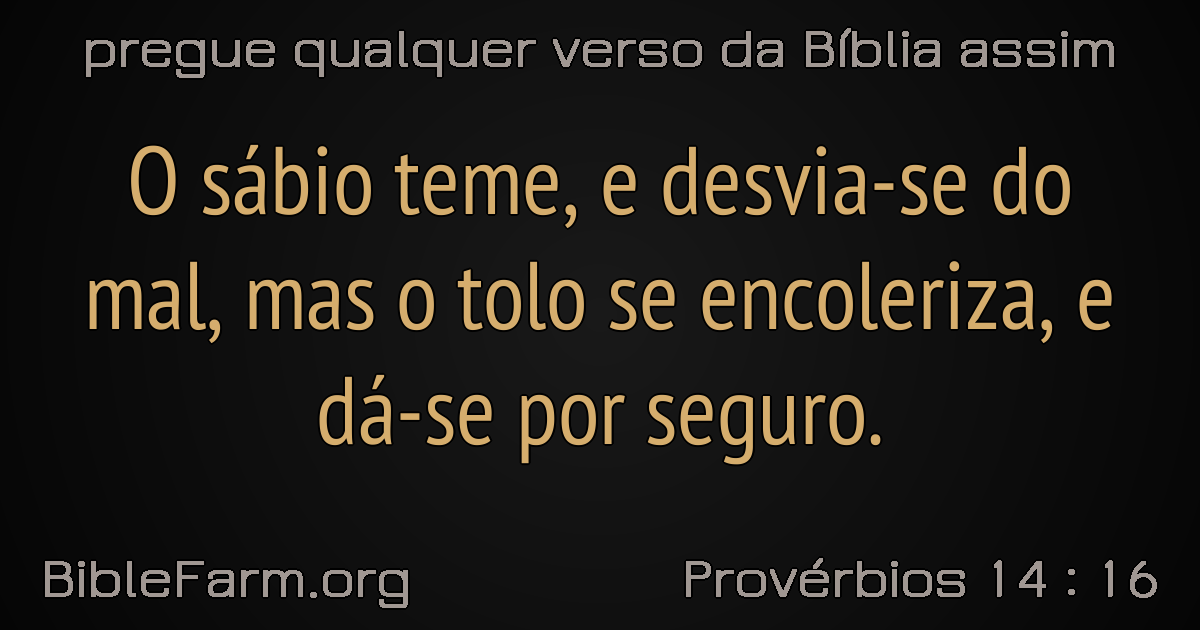 pregue qualquer verso da Bíblia assim
O sábio teme, e desvia-se do
mal, mas o tolo se encoleriza, e
dá-se por seguro.
BibleFarm.org
Provérbios 14 : 16